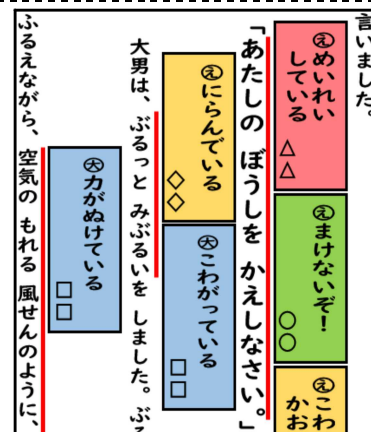 言いました。
㋓めいれい
している
△△
㋓まけないぞ！
○○
㋓こわ
かお
「あたしの ぼうしを かえしなさい。」
㋓にらんでいる
◇◇
㊅こわがっている
□□
大男は、ぶるっと みぶるいを しました。ぶる
㊅力がぬけている
□□
ふるえながら、空気の もれる 風せんのように、